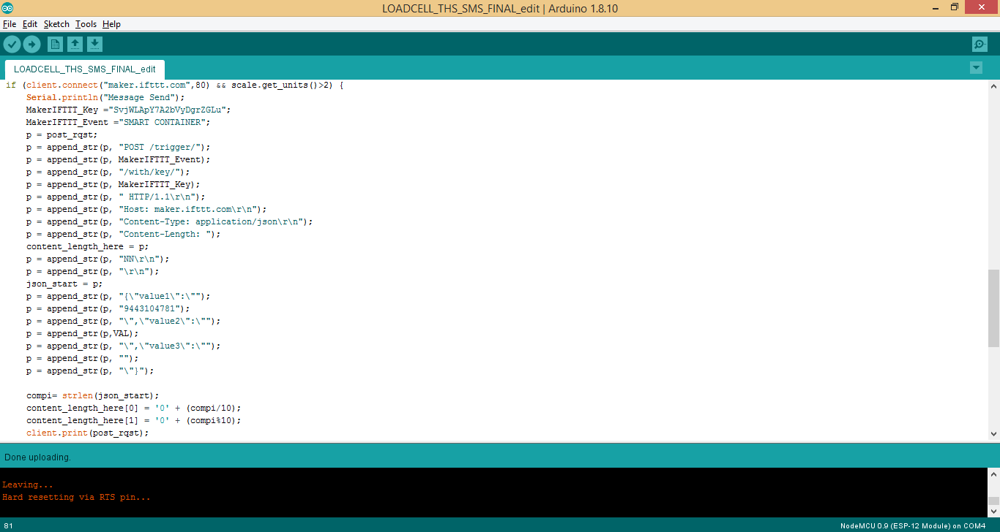 LOADCELL_THS_SMS_FINAL_edit | Arduino 1.8.10
File Edit Sketch Tools Help
LOADCELL_THS_SMS_FINAL_edit
if (client.connect("maker.ifttt.com",80) && scale.get_units()>2) {
Serial.println("Message Send");
MakerIFTTT_Key ="SvjWLApY7A2bVyDgrZGLu";
MakerIFTTT_Event ="SMART CONTAINER";
p = post_rqst;
p = append_str(p, "POST /trigger/");
p = append_str(p, MakerIFTTT_Event);
p = append_str(p, "/with/key/");
p = append_str(p, MakerIFTTT_Key);
p = append_str(p, " HTTP/1.1\r\n");
p = append_str(p, "Host: maker.ifttt.com\r\n");
p = append_str(p, "Content-Type: application/json\r\n");
p = append_str(p, "Content-Length: ");
content_length_here = p;
p = append_str(p, "NN\r\n");
p = append_str(p, "\r\n");
json_start = p;
p = append_str(p, "{\"value1\":\"");
p = append_str(p, "9443104781");
p = append_str(p, "\",\"value2\":\"");
p = append_str(p,VAL);
p = append_str(p, "\",\"value3\":\"");
p = append_str(p, "");
p = append_str(p, "\"}");
compi= strlen(json_start);
content_length_here[0] = '0' + (compi/10);
content_length_here[1] = '0' + (compi%10);
client.print(post_rqst);
Done uploading.
Leaving...
Hard resetting via RTS pin...
81 NodeMCU 0.9 (ESP-12 Module) on COM4